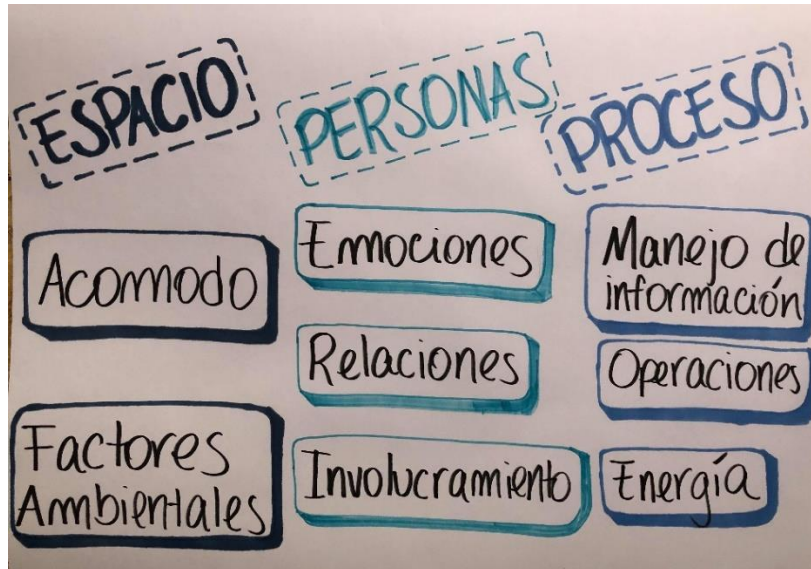 ESPACIO
Acomodo
Factores
Ambientales
PERSONAS
Emociones
Relaciones
Involucramiento
PROCESO
Manejo de
información
Operaciones
Energía